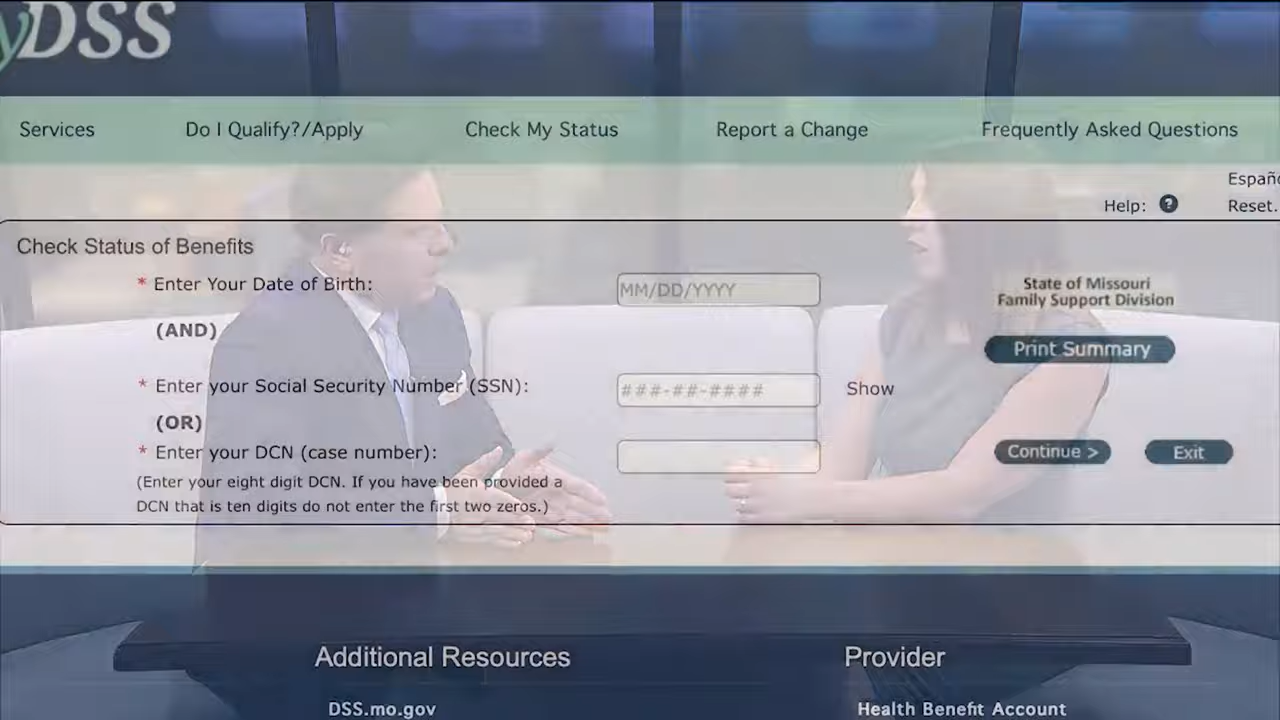 yDSS
Services Do I Qualify?/Apply Check My Status Report a Change Frequently Asked Questions
Help: ? Reset.
Check Status of Benefits
* Enter Your Date of Birth: MM/DD/YYYY
State of Missouri
Family Support Division
(AND)
Print Summary
* Enter your Social Security Number (SSN): ###-##-#### Show
(OR)
* Enter your DCN (case number): Continue > Exit
(Enter your eight digit DCN. If you have been provided a
DCN that is ten digits do not enter the first two zeros.)
Additional Resources Provider
DSS.mo.gov Health Benefit Account